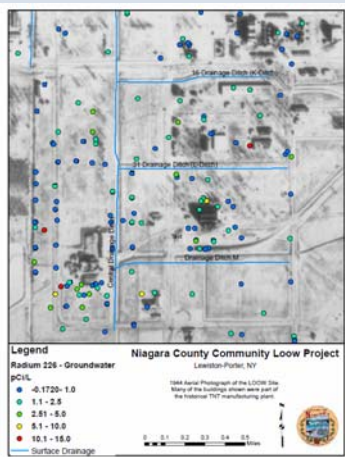 16 Drainage Ditch (K-Ditch)
31 Drainage Ditch (L-Ditch)
Central Drainage Ditch
Drainage Ditch M
Legend
Radium 226 - Groundwater
pCi/L
-0.1720- 1.0
1.1 - 2.5
2.51 - 5.0
5.1 - 10.0
10.1 - 15.0
Surface Drainage
Niagara County Community Loow Project
Lewiston-Porter, NY
1944 Aerial Photograph of the LOOW Site
Many of the buildings shown were part of
the historical TNT manufacturing plant.
0 0.1 0.2 0.3 0.4 0.5
Miles